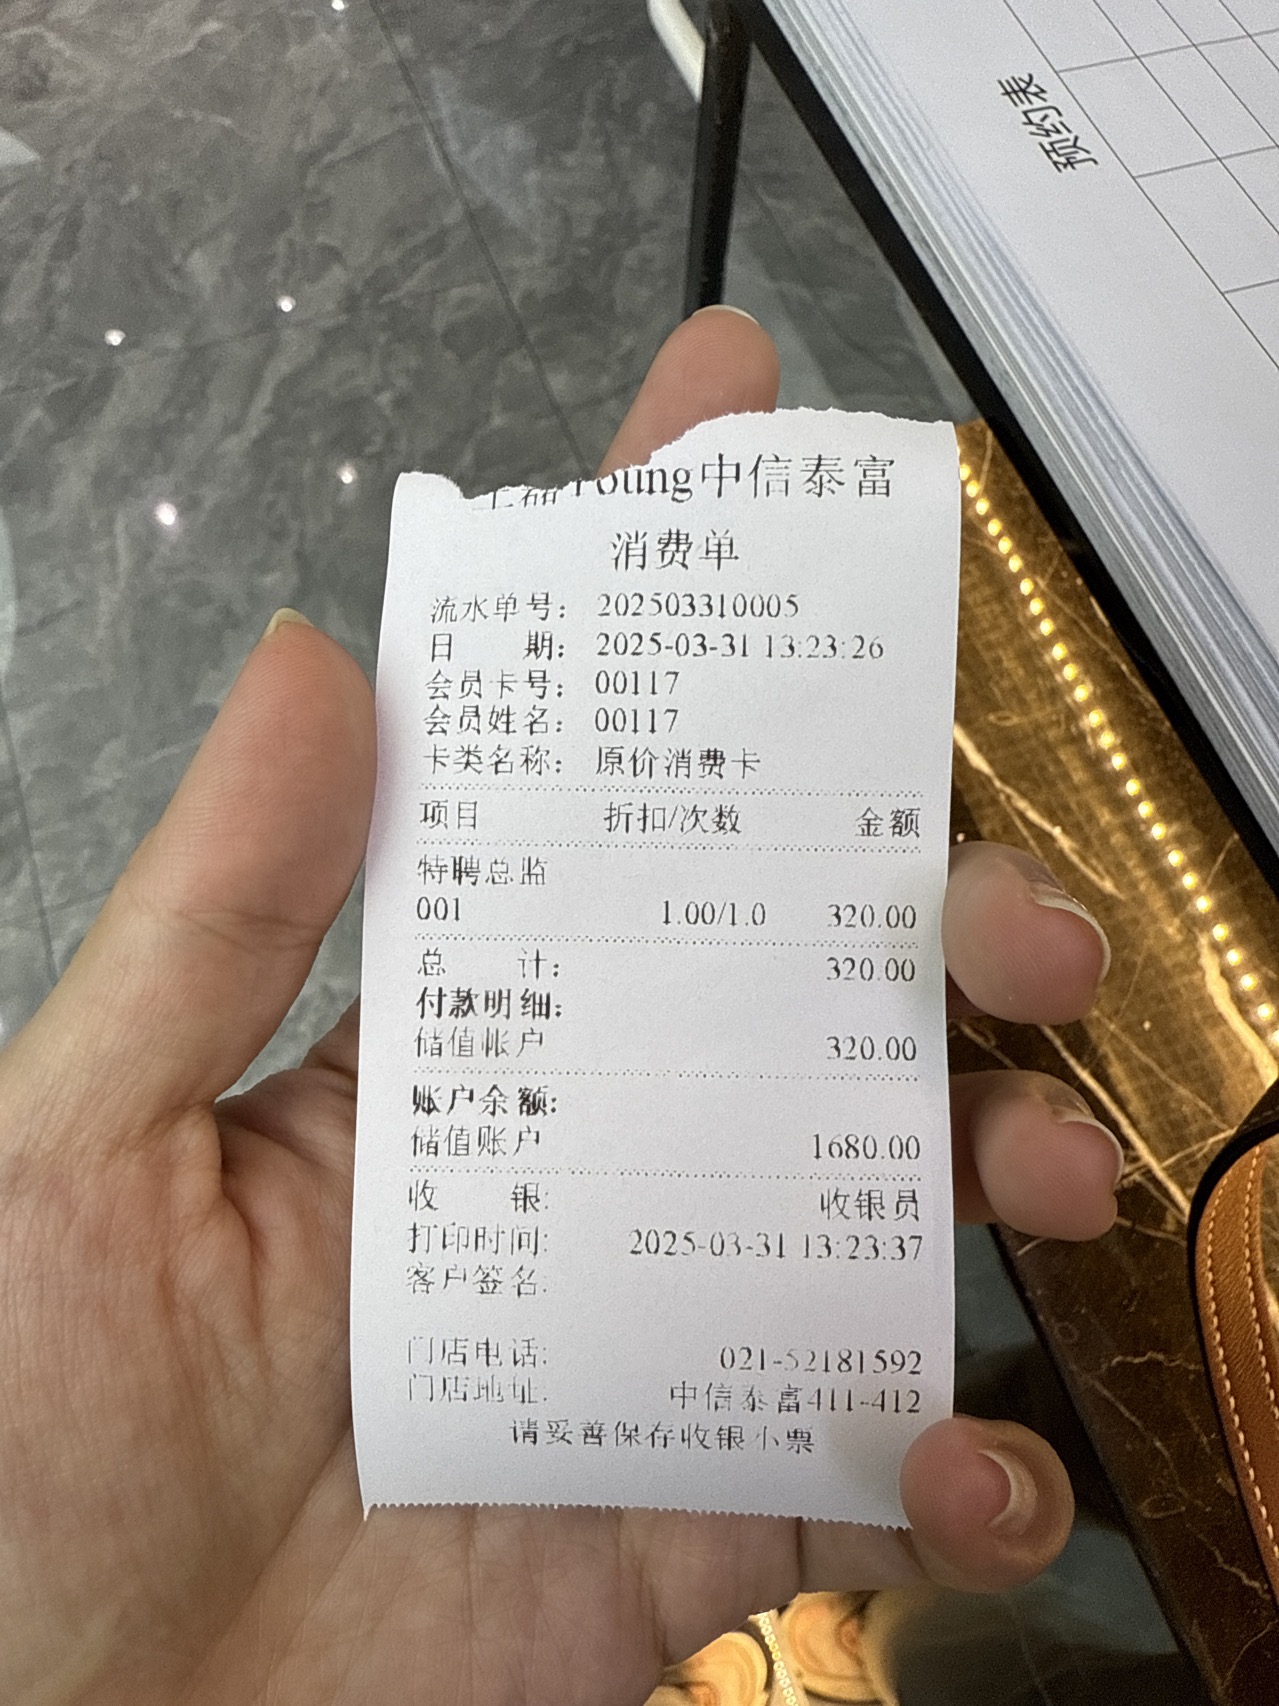 预约表
Young中信泰富
消费单
流水单号: 202503310005
日 期: 2025-03-31 13:23:26
会员卡号: 00117
会员姓名: 00117
卡类名称: 原价消费卡
项目 折扣/次数 金额
特聘总监
001 1.00/1.0 320.00
总 计: 320.00
付款明细:
储值帐户 320.00
账户余额:
储值账户 1680.00
收 银: 收银员
打印时间: 2025-03-31 13:23:37
客户签名:
门店电话: 021-52181592
门店地址: 中信泰富411-412
请妥善保存收银小票